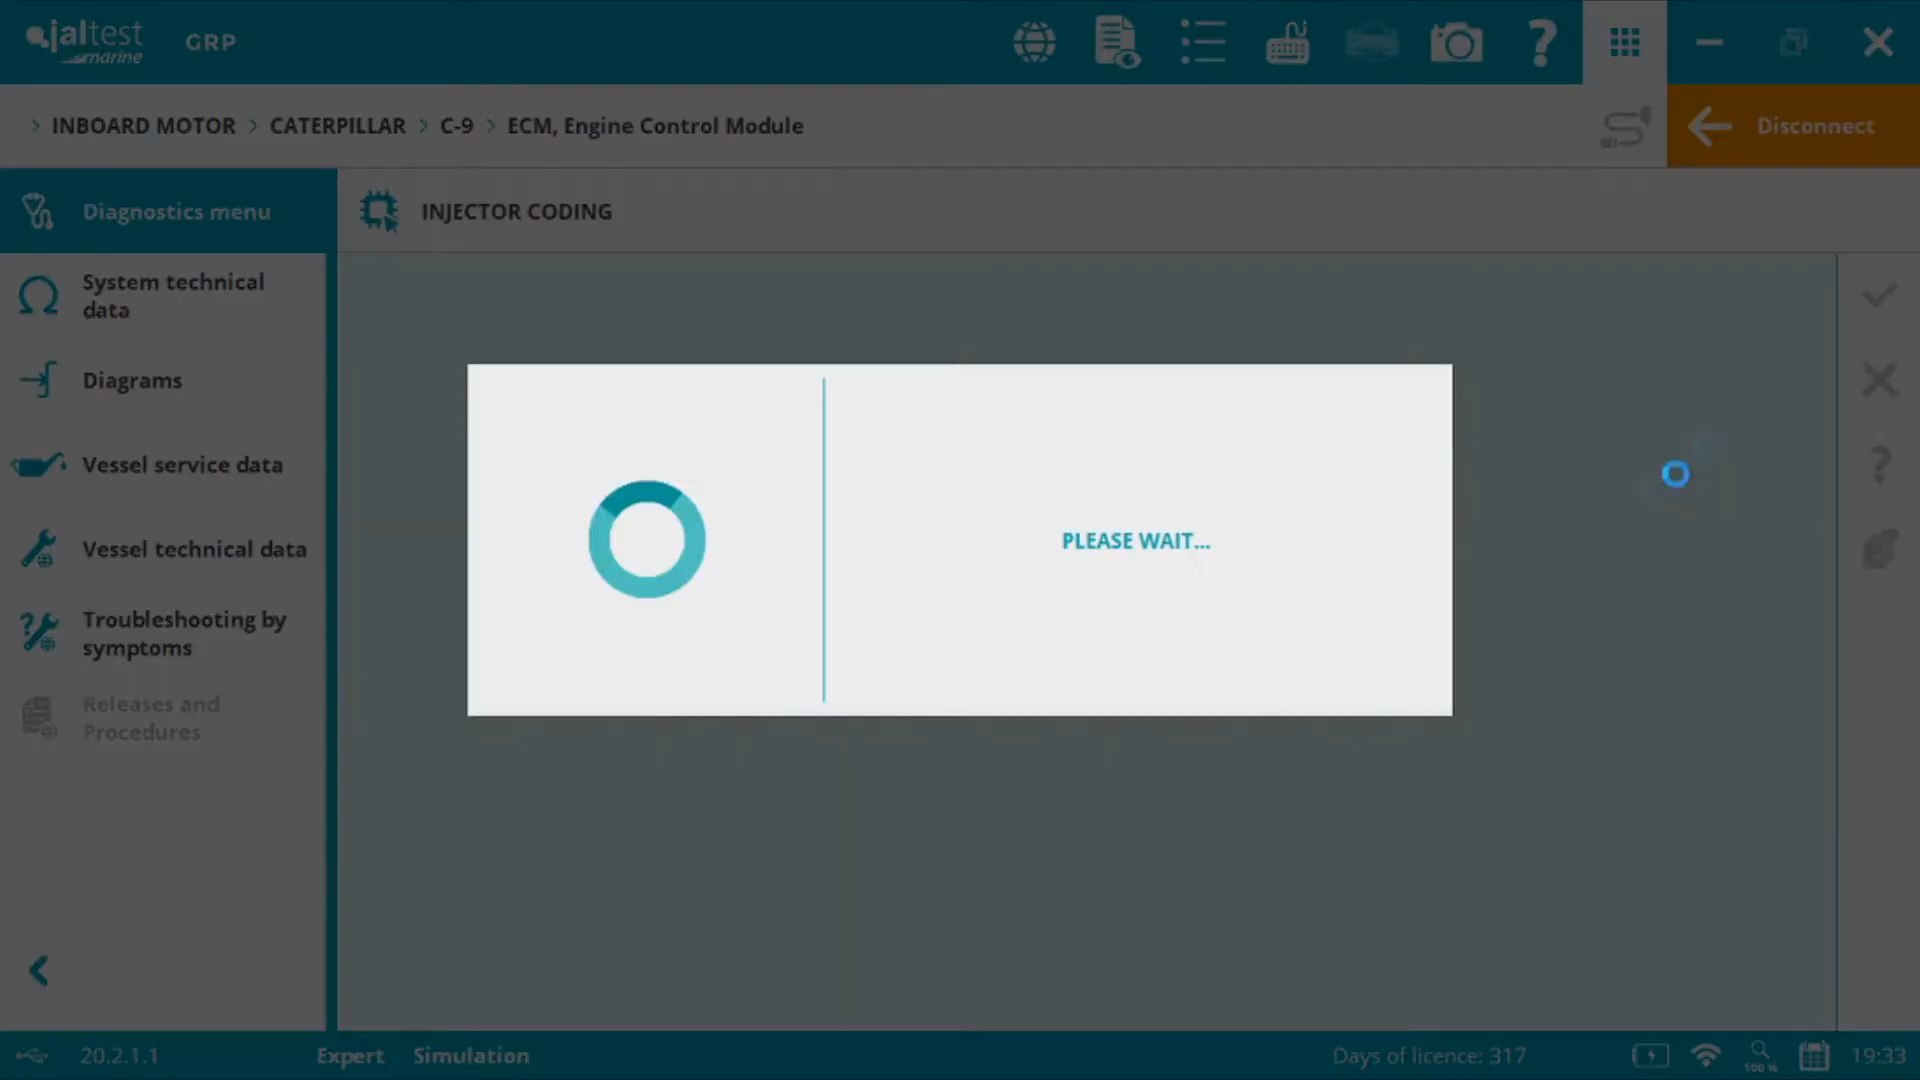 jaltest
marine
GRP
INBOARD MOTOR > CATERPILLAR > C-9 > ECM, Engine Control Module
Disconnect
Diagnostics menu
INJECTOR CODING
System technical
data
Diagrams
Vessel service data
Vessel technical data
Troubleshooting by
symptoms
Releases and
Procedures
PLEASE WAIT...
20.2.1.1
Expert
Simulation
Days of licence: 317
100 %
19:33